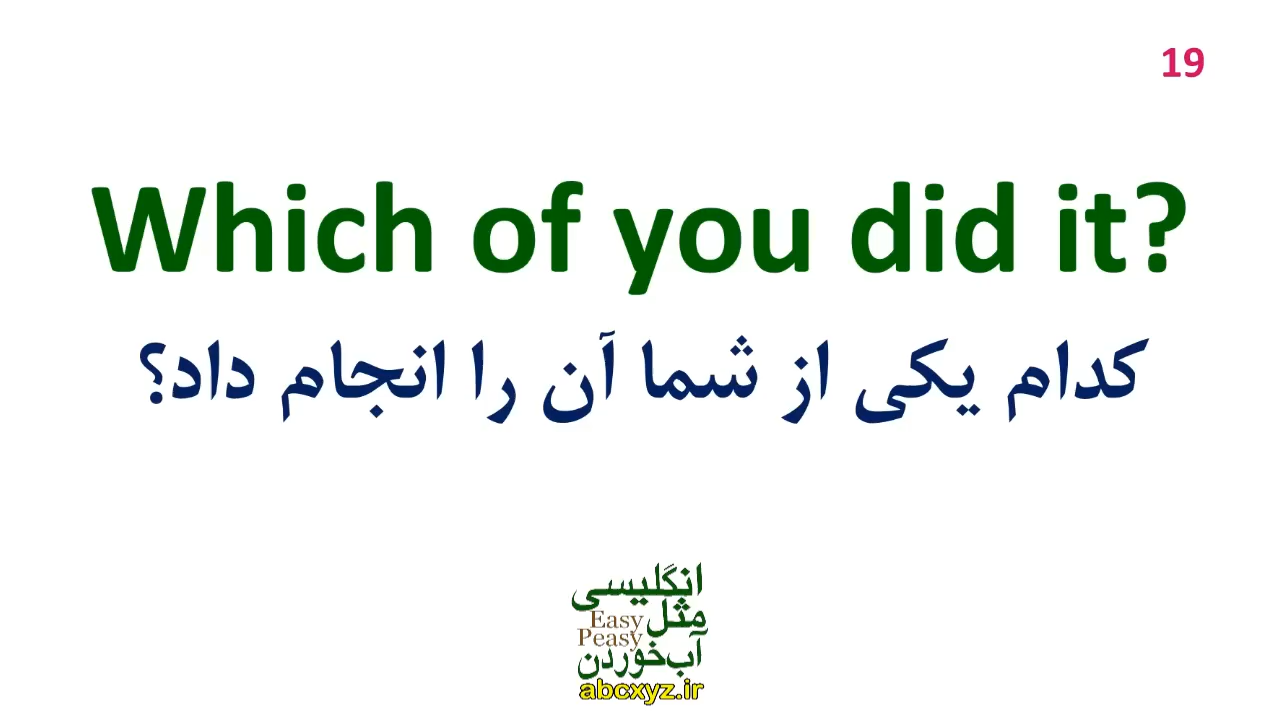 19
Which of you did it?
کدام یکی از شما آن را انجام داد؟
انگلیسی
مثل
Easy
Peasy
آب‌خوردن
abcxyz.ir